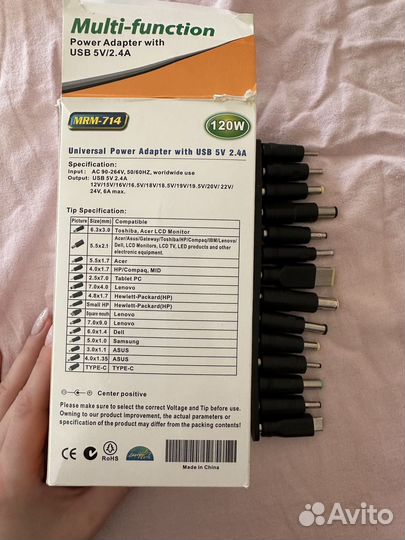 Multi-function
Power Adapter with
USB 5V/2.4A
MRM-714
120W
Universal Power Adapter with USB 5V 2.4A
Specification:
Input : AC 90-264V, 50/60HZ, worldwide use
Output: USB 5V 2.4A
12V/15V/16V/16.5V/18V/18.5V/19V/19.5V/20V/ 22V/
24V, 6A max.
Tip Specification:
Picture Size(mm) Compatible
6.3x3.0 Toshiba, Acer LCD Monitor
5.5x2.1 Acer/Asus/Gateway/Toshiba/HP/Compaq/IBM/Lenovo/
Dell, LCD Monitors, LCD TV, LED products and other
electronic equipment.
5.5x1.7 Acer
4.0x1.7 HP/Compaq, MID
2.5x7.0 Tablet PC
7.0x4.0 Lenovo
4.8x1.7 Hewlett-Packard(HP)
Small HP Hewlett-Packard(HP)
Square mouth Lenovo
7.0x9.0 Lenovo
6.0x1.4 Dell
5.0x1.0 Samsung
3.0x1.1 ASUS
4.0x1.35 ASUS
TYPE-C TYPE-C
Center positive
Please make sure to select the correct Voltage and Tip before use.
Owning to our product improvement, the actual parameters or
specification of the product may differ from the packing contents!
CE
RoHS
Made in China
Avito